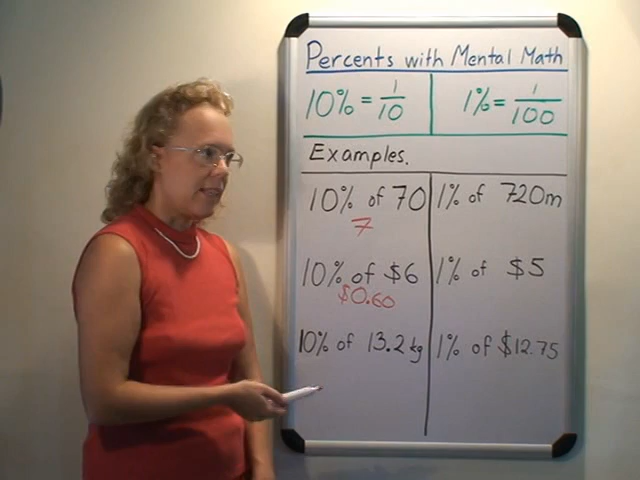 Percents with Mental Math
10% = 1/10
1% = 1/100
Examples.
10% of 70
7
10% of $6
$0.60
10% of 13.2 kg
1% of 720m
1% of $5
1% of $12.75